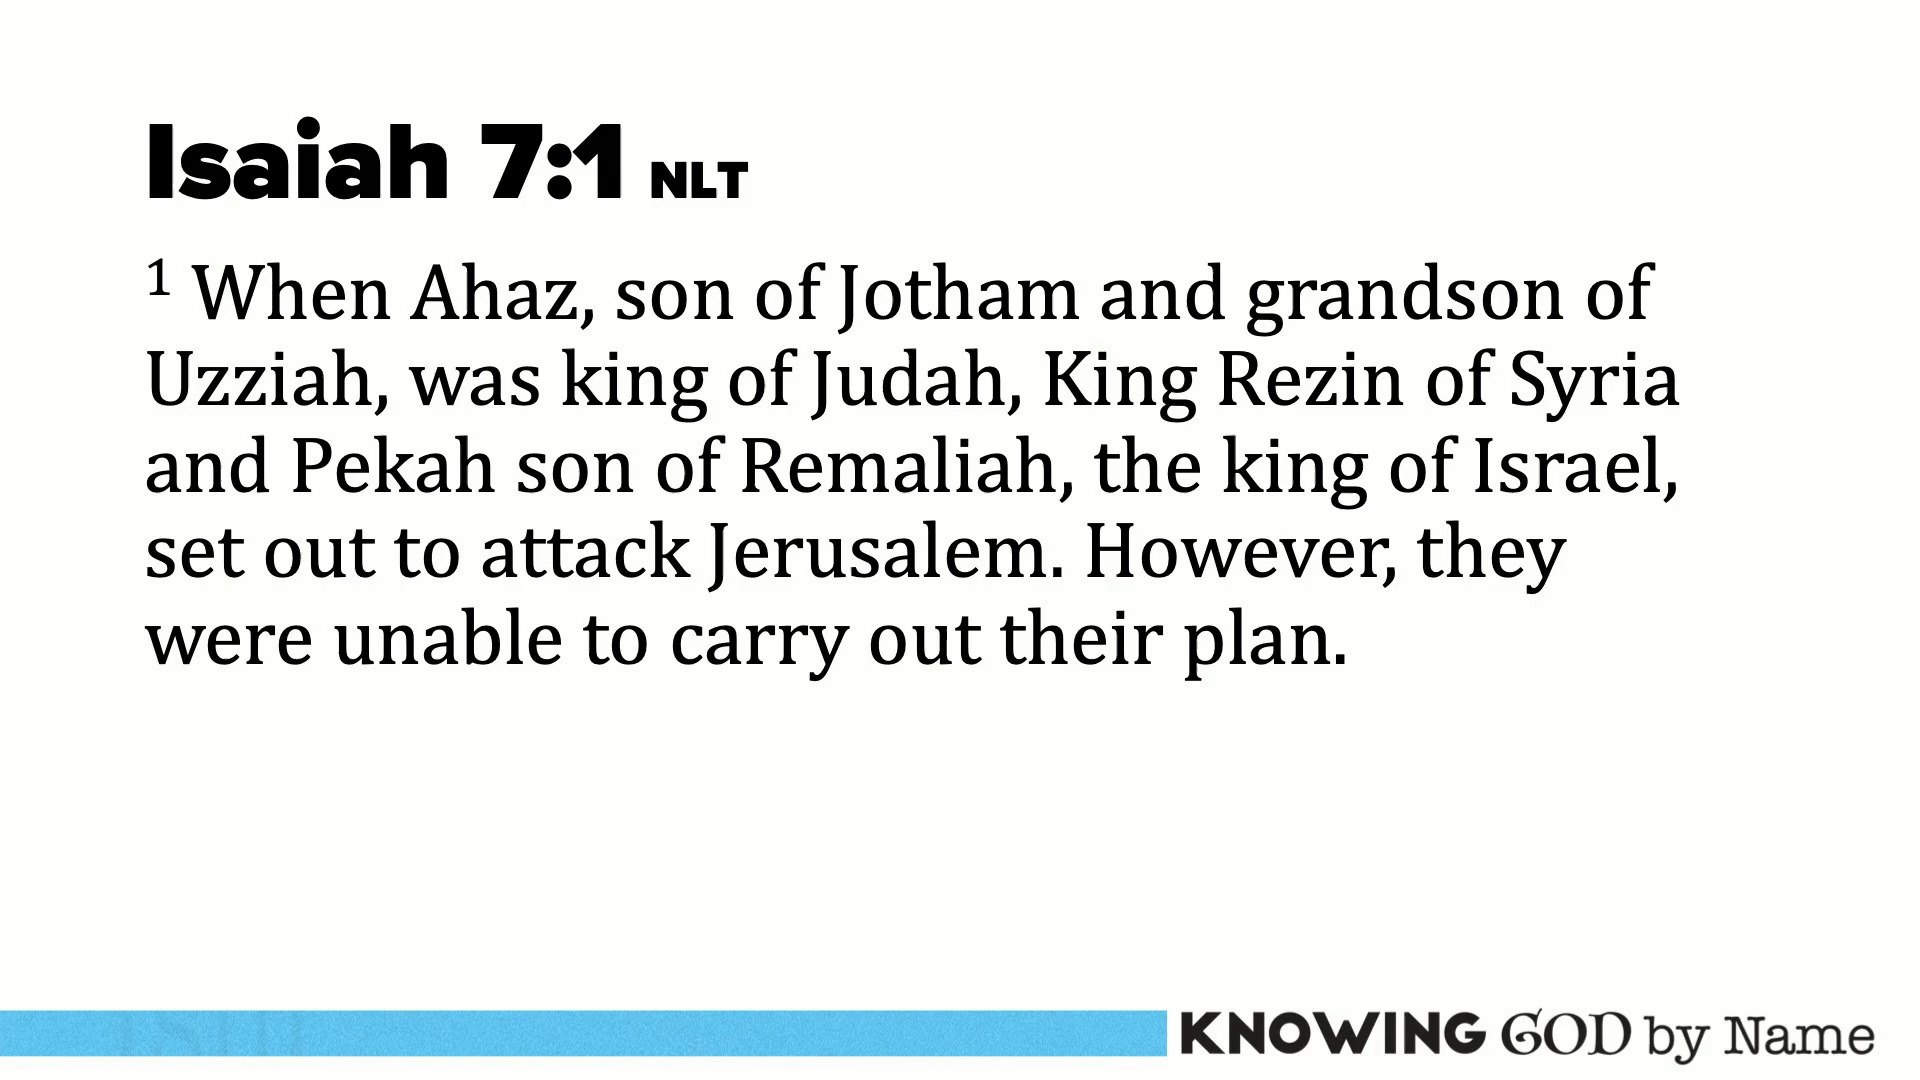 Isaiah 7:1 NLT
1 When Ahaz, son of Jotham and grandson of
Uzziah, was king of Judah, King Rezin of Syria
and Pekah son of Remaliah, the king of Israel,
set out to attack Jerusalem. However, they
were unable to carry out their plan.
KNOWING GOD by Name